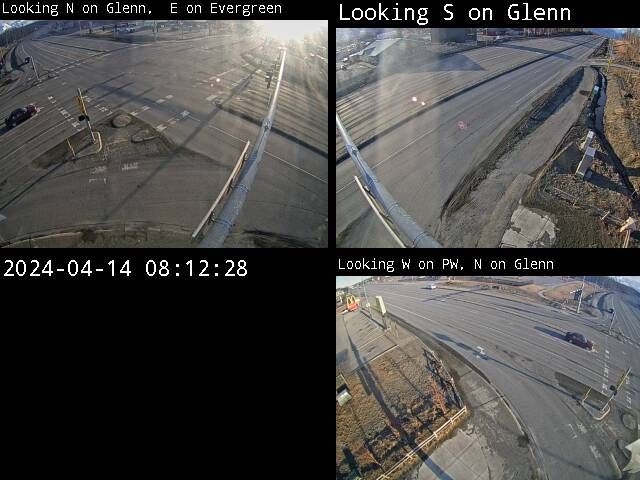 Looking N on Glenn,  E on Evergreen
Looking S on Glenn
2024-04-14 08:12:28
Looking W on PW, N on Glenn